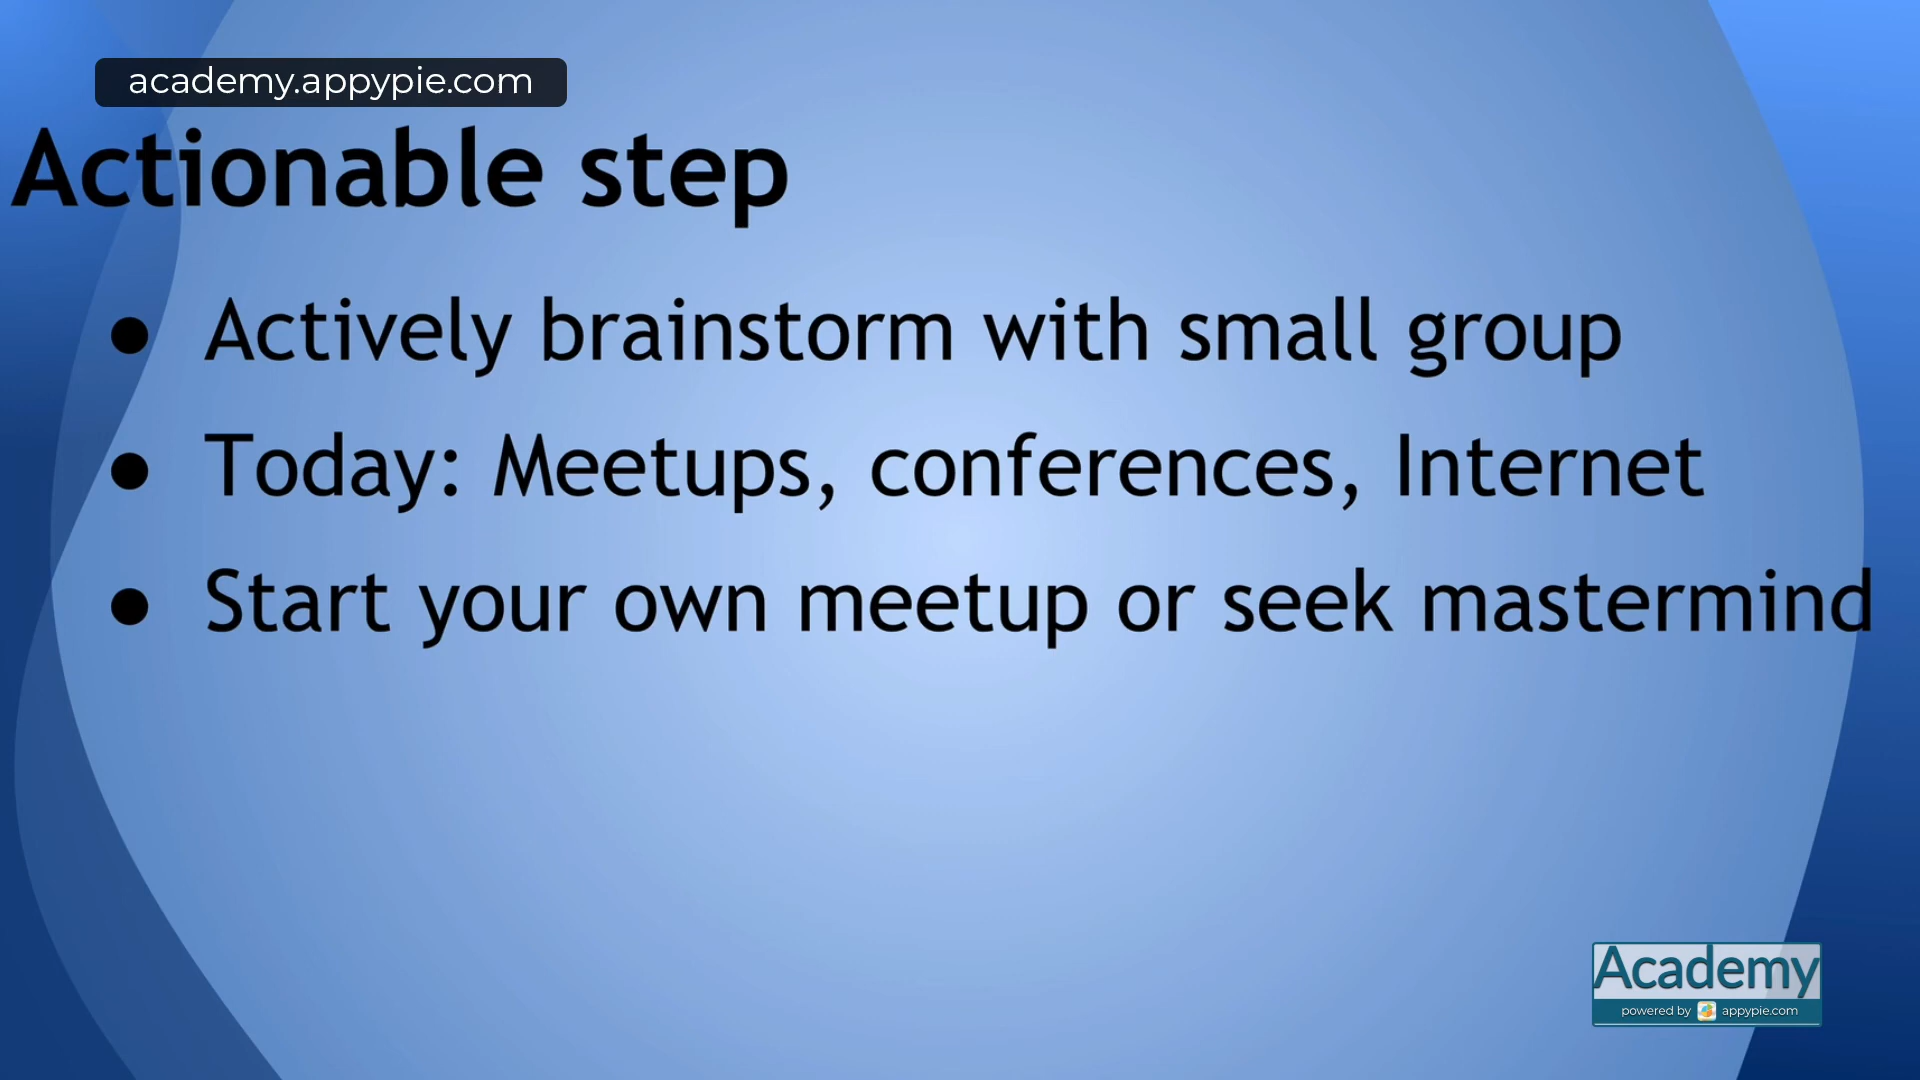 academy.appypie.com
Actionable step
● Actively brainstorm with small group
● Today: Meetups, conferences, Internet
● Start your own meetup or seek mastermind
Academy
powered by appypie.com